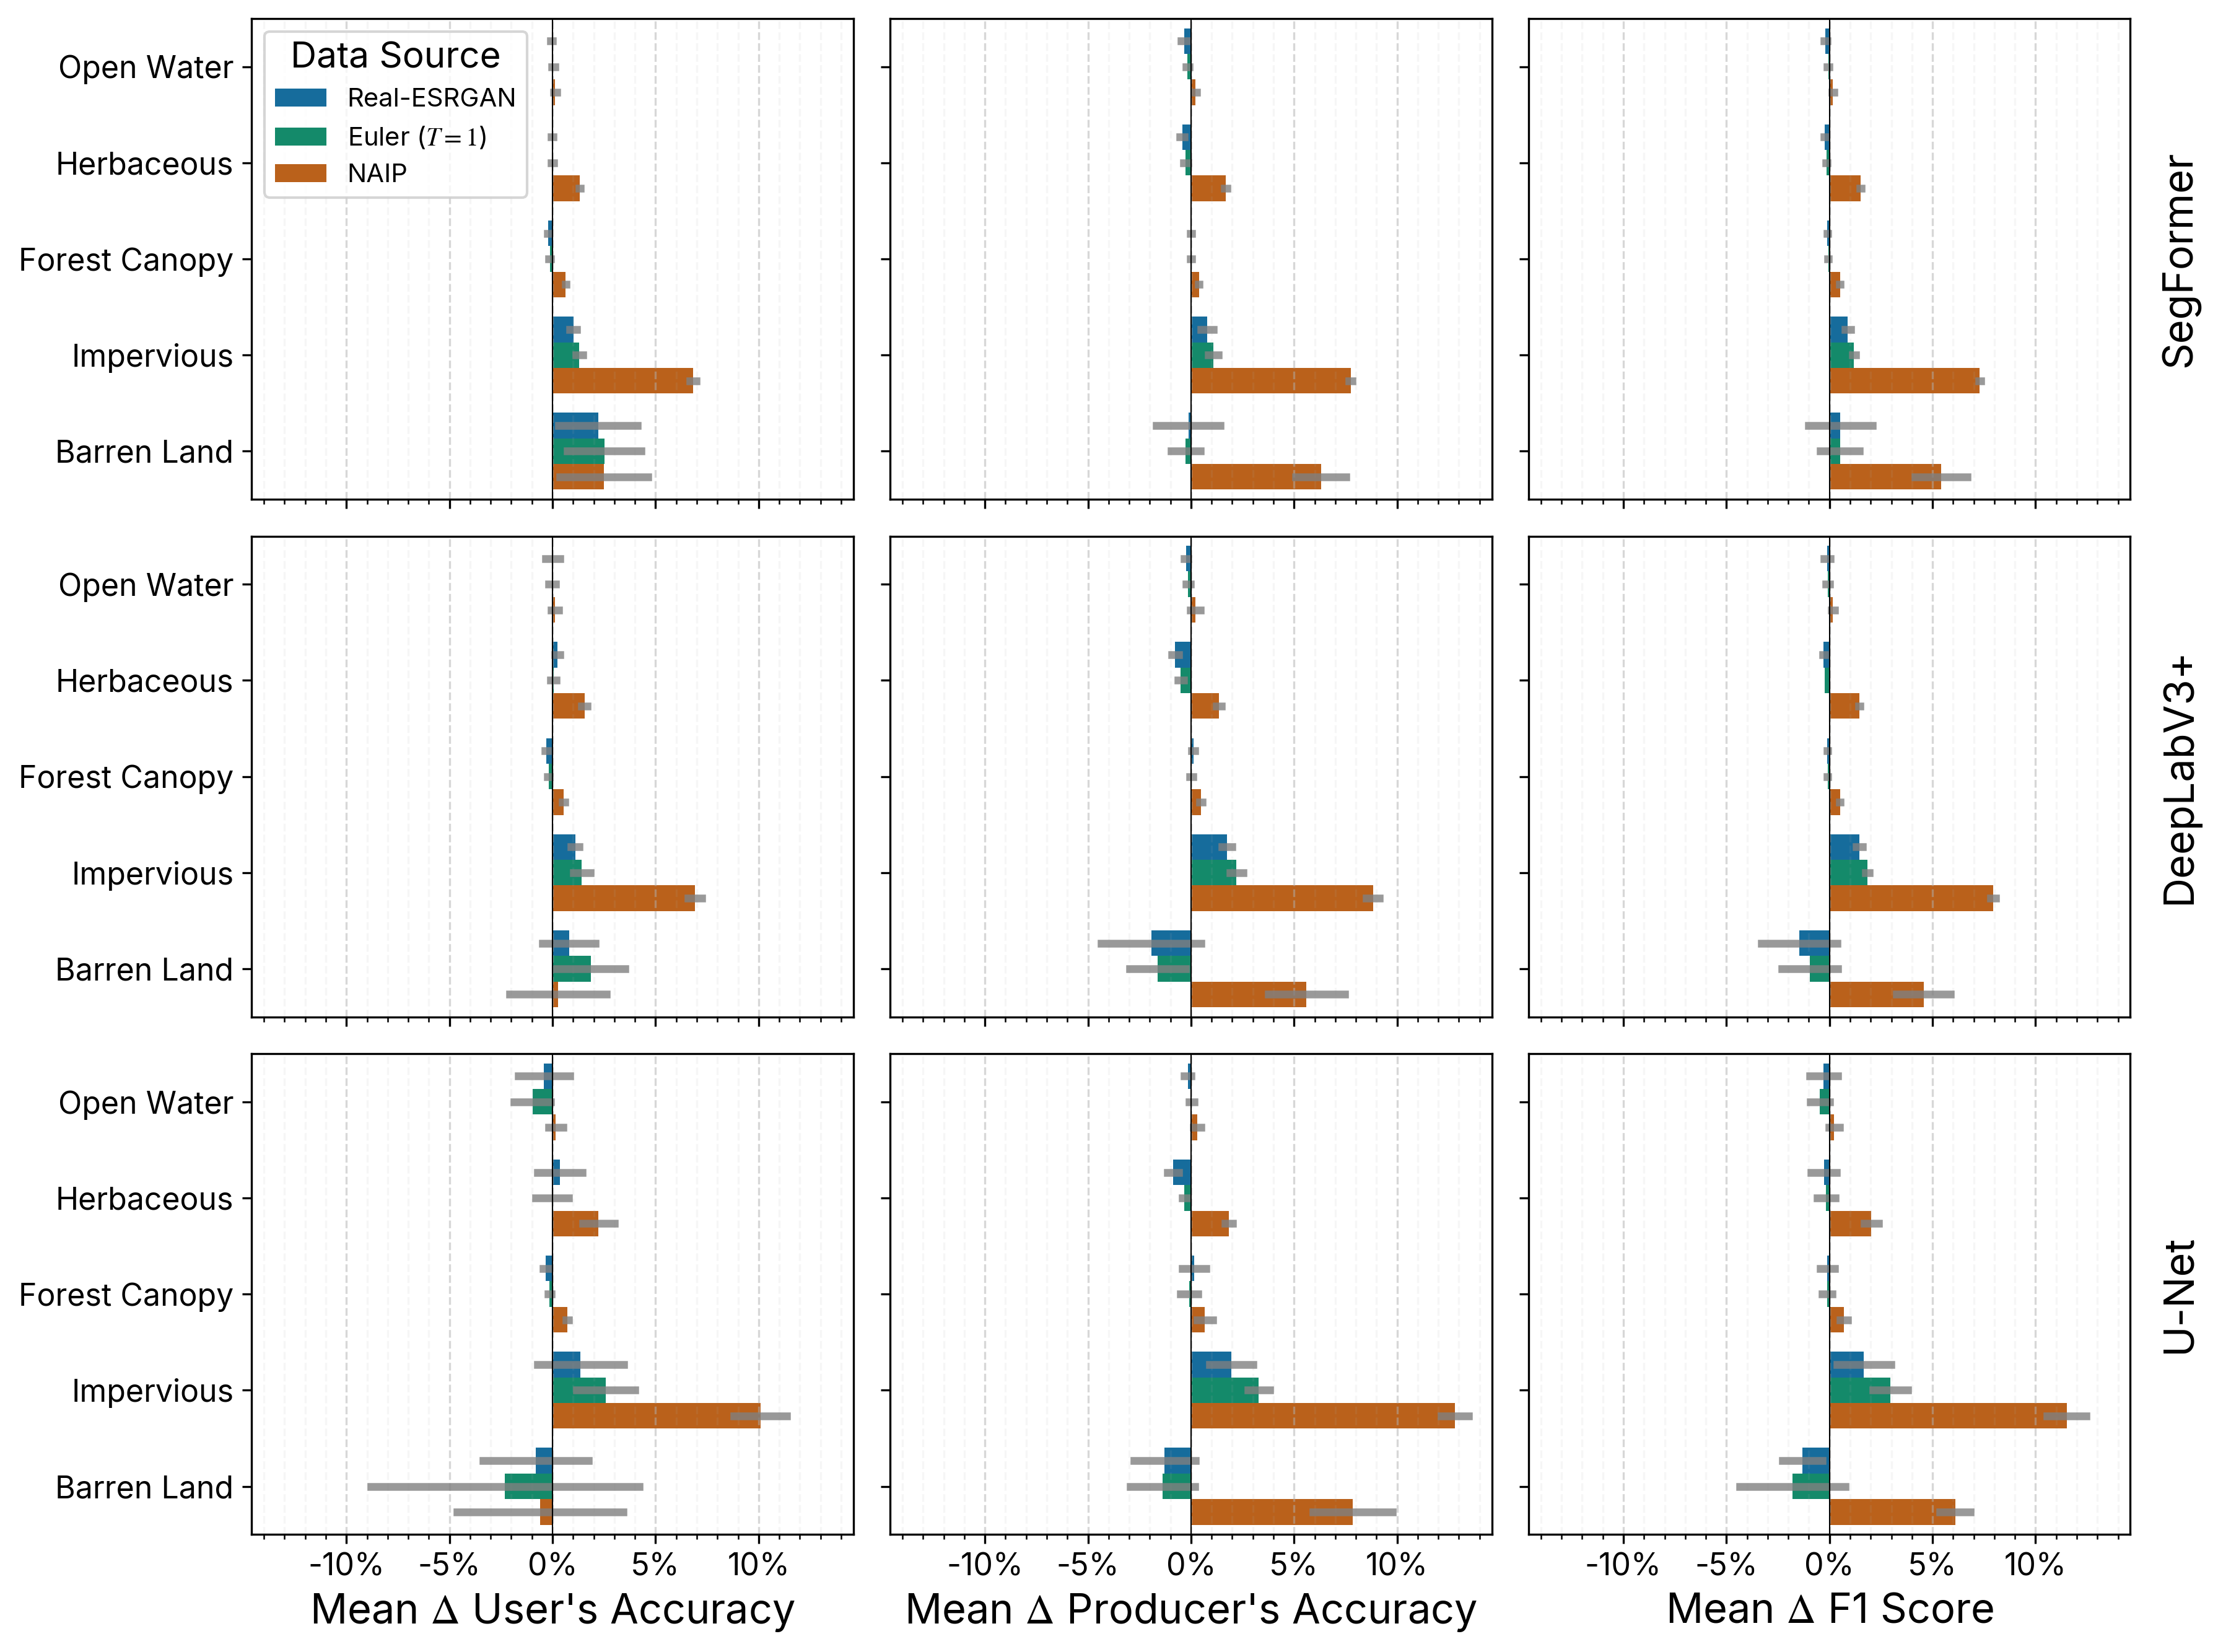 Data Source
Real-ESRGAN
Euler (T = 1)
NAIP
Open Water
Herbaceous
Forest Canopy
Impervious
Barren Land
SegFormer
Open Water
Herbaceous
Forest Canopy
Impervious
Barren Land
DeepLabV3+
Open Water
Herbaceous
Forest Canopy
Impervious
Barren Land
U-Net
-10% -5% 0% 5% 10%
-10% -5% 0% 5% 10%
-10% -5% 0% 5% 10%
Mean Δ User's Accuracy
Mean Δ Producer's Accuracy
Mean Δ F1 Score